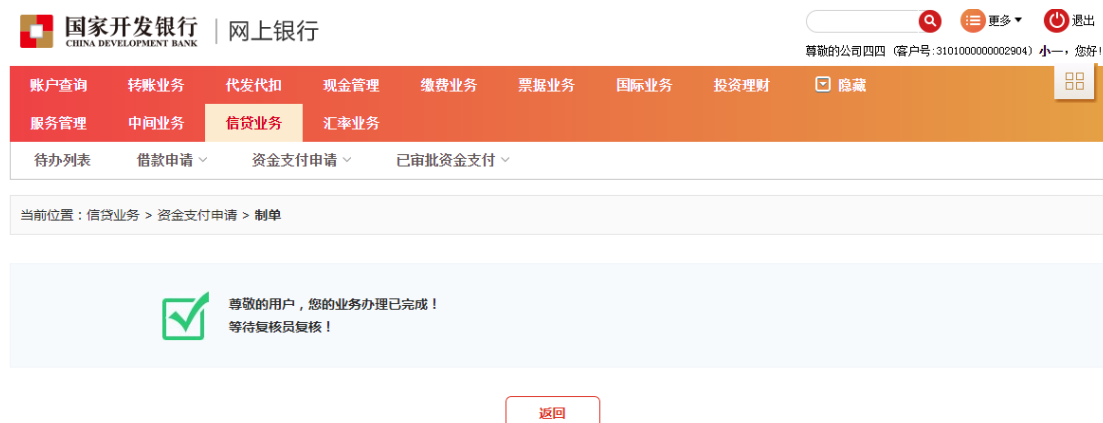 国家开发银行 网上银行
CHINA DEVELOPMENT BANK
更多 退出
尊敬的公司四四 (客户号:3101000000002904) 小一，您好!
账户查询 转账业务 代发代扣 现金管理 缴费业务 票据业务 国际业务 投资理财 隐藏
服务管理 中间业务 信贷业务 汇率业务
待办列表 借款申请 资金支付申请 已审批资金支付
当前位置：信贷业务 > 资金支付申请 > 制单
尊敬的用户，您的业务办理已完成！
等待复核员复核！
返回